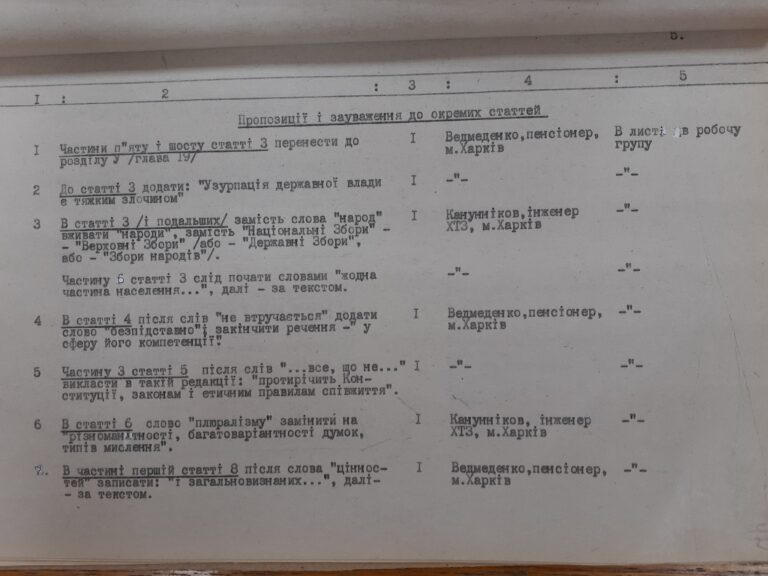 5.
I : 2 : 3 : 4 : 5
Пропозиції і зауваження до окремих статтей
I Частини п"яту і шосту статті 3 перенести до I Ведмеденко,пенсіонер, В листі в робочу
розділу У /глава 19/ м.Харків групу
2 До статті 3 додати: "Узурпація державної влади I -"- -"-
є тяжким злочином"
3 В статті 3 /і подальших/ замість слова "народ" I Канунніков,інженер -"-
вживати "народи", замість "Національні Збори" - ХТЗ, м.Харків
- "Верховні Збори" /або - "Державні Збори",
або - "Збори народів"/.
Частину 6 статті 3 слід почати словами "жодна -"- -"-
частина населення...", далі - за текстом.
4 В статті 4 після слів "не втручається" додати I Ведмеденко,пенсіонер, -"-
слово "безпідставно"; закінчити речення -" у м.Харків
сферу його компетенції".
5 Частину 3 статті 5 після слів "...все, що не..." I -"- -"-
викласти в такій редакції: "протирічить Кон-
ституції, законам і етичним правилам співжиття".
6 В статті 6 слово "плюралізму" замінити на I Канунніков, інженер -"-
"різноманітності, багатоваріантності думок, ХТЗ, м.Харків
типів мислення".
7. В частині першій статті 8 після слова "ціннос- I Ведмеденко,пенсіонер, -"-
тей" записати: "і загальновизнаних...", далі- м.Харків
- за текстом.